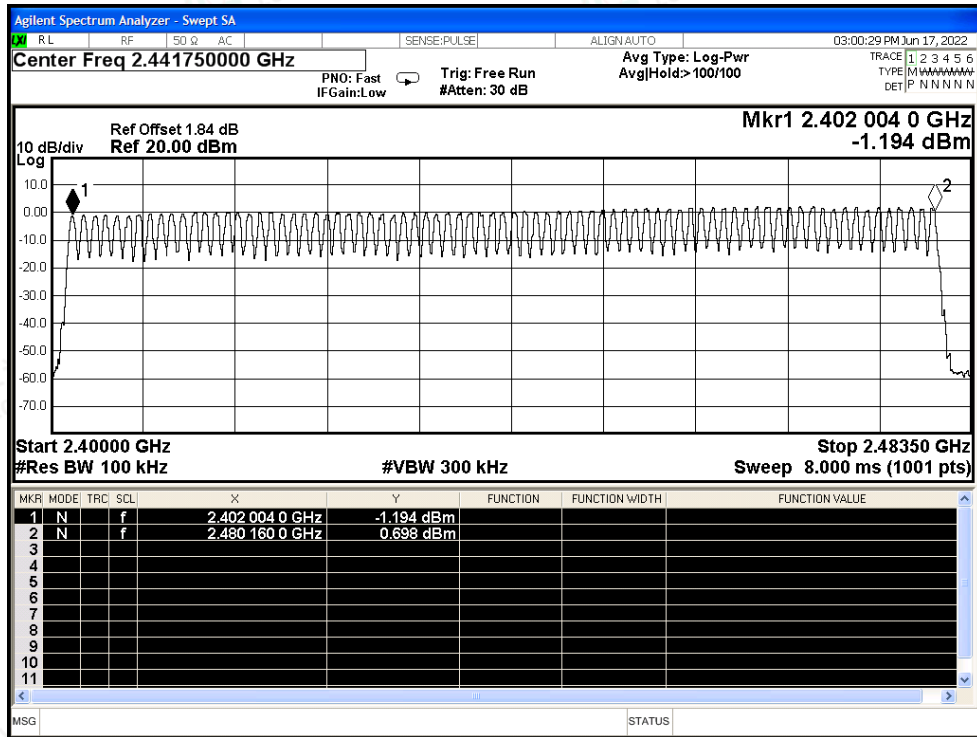 Agilent Spectrum Analyzer - Swept SA
LXI RL RF 50 Ω AC SENSE:PULSE ALIGN AUTO 03:00:29 PM Jun 17, 2022
Center Freq 2.441750000 GHz
PNO: Fast
IFGain:Low
Trig: Free Run
#Atten: 30 dB
Avg Type: Log-Pwr
Avg|Hold:>100/100
TRACE 1 2 3 4 5 6
TYPE M
DET P N N N N N
Ref Offset 1.84 dB
10 dB/div Ref 20.00 dBm
Log
Mkr1 2.402 004 0 GHz
-1.194 dBm
10.0
0.00
-10.0
-20.0
-30.0
-40.0
-50.0
-60.0
-70.0
1
2
Start 2.40000 GHz Stop 2.48350 GHz
#Res BW 100 kHz #VBW 300 kHz Sweep 8.000 ms (1001 pts)
MKR MODE TRC SCL X Y FUNCTION FUNCTION WIDTH FUNCTION VALUE
1 N f 2.402 004 0 GHz -1.194 dBm
2 N f 2.480 160 0 GHz 0.698 dBm
3
4
5
6
7
8
9
10
11
MSG STATUS